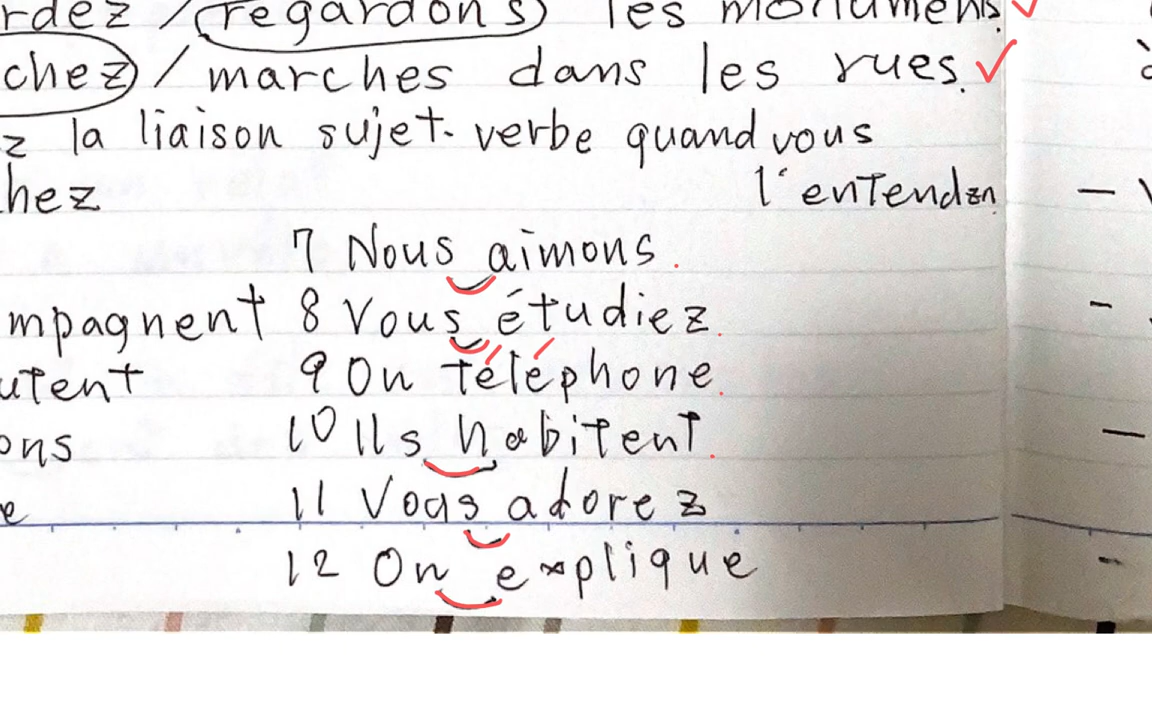 rdez / regardons les monuments.
chez / marches dans les rues.
z la liaison sujet-verbe quand vous
hez l'entendzn
7 Nous aimons.
mpagnent 8 Vous étudiez.
utent 9 On téléphone.
ons 10 Ils habitent.
e 11 Vous adorez
12 On explique